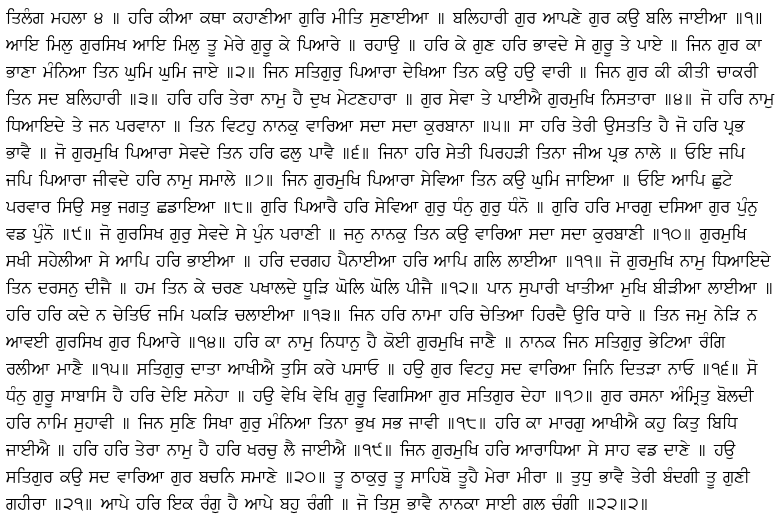 ਤਿਲੰਗ ਮਹਲਾ ੪ ॥ ਹਰਿ ਕੀਆ ਕਥਾ ਕਹਾਣੀਆ ਗੁਰਿ ਮੀਤਿ ਸੁਣਾਈਆ ॥ ਬਲਿਹਾਰੀ ਗੁਰ ਆਪਣੇ ਗੁਰ ਕਉ ਬਲਿ ਜਾਈਆ ॥੧॥
ਆਇ ਮਿਲੁ ਗੁਰਸਿਖ ਆਇ ਮਿਲੁ ਤੂ ਮੇਰੇ ਗੁਰੂ ਕੇ ਪਿਆਰੇ ॥ ਰਹਾਉ ॥ ਹਰਿ ਕੇ ਗੁਣ ਹਰਿ ਭਾਵਦੇ ਸੇ ਗੁਰੂ ਤੇ ਪਾਏ ॥ ਜਿਨ ਗੁਰ ਕਾ
ਭਾਣਾ ਮੰਨਿਆ ਤਿਨ ਘੁਮਿ ਘੁਮਿ ਜਾਏ ॥੨॥ ਜਿਨ ਸਤਿਗੁਰੁ ਪਿਆਰਾ ਦੇਖਿਆ ਤਿਨ ਕਉ ਹਉ ਵਾਰੀ ॥ ਜਿਨ ਗੁਰ ਕੀ ਕੀਤੀ ਚਾਕਰੀ
ਤਿਨ ਸਦ ਬਲਿਹਾਰੀ ॥੩॥ ਹਰਿ ਹਰਿ ਤੇਰਾ ਨਾਮੁ ਹੈ ਦੁਖ ਮੇਟਣਹਾਰਾ ॥ ਗੁਰ ਸੇਵਾ ਤੇ ਪਾਈਐ ਗੁਰਮੁਖਿ ਨਿਸਤਾਰਾ ॥੪॥ ਜੋ ਹਰਿ ਨਾਮੁ
ਧਿਆਇਦੇ ਤੇ ਜਨ ਪਰਵਾਨਾ ॥ ਤਿਨ ਵਿਟਹੁ ਨਾਨਕੁ ਵਾਰਿਆ ਸਦਾ ਸਦਾ ਕੁਰਬਾਨਾ ॥੫॥ ਸਾ ਹਰਿ ਤੇਰੀ ਉਸਤਤਿ ਹੈ ਜੋ ਹਰਿ ਪ੍ਰਭ
ਭਾਵੈ ॥ ਜੋ ਗੁਰਮੁਖਿ ਪਿਆਰਾ ਸੇਵਦੇ ਤਿਨ ਹਰਿ ਫਲੁ ਪਾਵੈ ॥੬॥ ਜਿਨਾ ਹਰਿ ਸੇਤੀ ਪਿਰਹੜੀ ਤਿਨਾ ਜੀਅ ਪ੍ਰਭ ਨਾਲੇ ॥ ਓਇ ਜਪਿ
ਜਪਿ ਪਿਆਰਾ ਜੀਵਦੇ ਹਰਿ ਨਾਮੁ ਸਮਾਲੇ ॥੭॥ ਜਿਨ ਗੁਰਮੁਖਿ ਪਿਆਰਾ ਸੇਵਿਆ ਤਿਨ ਕਉ ਘੁਮਿ ਜਾਇਆ ॥ ਓਇ ਆਪਿ ਛੁਟੇ
ਪਰਵਾਰ ਸਿਉ ਸਭੁ ਜਗਤੁ ਛਡਾਇਆ ॥੮॥ ਗੁਰਿ ਪਿਆਰੈ ਹਰਿ ਸੇਵਿਆ ਗੁਰੁ ਧੰਨੁ ਗੁਰੁ ਧੰਨੋ ॥ ਗੁਰਿ ਹਰਿ ਮਾਰਗੁ ਦਸਿਆ ਗੁਰ ਪੁੰਨੁ
ਵਡ ਪੁੰਨੋ ॥੯॥ ਜੋ ਗੁਰਸਿਖ ਗੁਰੁ ਸੇਵਦੇ ਸੇ ਪੁੰਨ ਪਰਾਣੀ ॥ ਜਨੁ ਨਾਨਕੁ ਤਿਨ ਕਉ ਵਾਰਿਆ ਸਦਾ ਸਦਾ ਕੁਰਬਾਣੀ ॥੧੦॥ ਗੁਰਮੁਖਿ
ਸਖੀ ਸਹੇਲੀਆ ਸੇ ਆਪਿ ਹਰਿ ਭਾਈਆ ॥ ਹਰਿ ਦਰਗਹ ਪੈਨਾਈਆ ਹਰਿ ਆਪਿ ਗਲਿ ਲਾਈਆ ॥੧੧॥ ਜੋ ਗੁਰਮੁਖਿ ਨਾਮੁ ਧਿਆਇਦੇ
ਤਿਨ ਦਰਸਨੁ ਦੀਜੈ ॥ ਹਮ ਤਿਨ ਕੇ ਚਰਣ ਪਖਾਲਦੇ ਧੂੜਿ ਘੋਲਿ ਘੋਲਿ ਪੀਜੈ ॥੧੨॥ ਪਾਨ ਸੁਪਾਰੀ ਖਾਤੀਆ ਮੁਖਿ ਬੀੜੀਆ ਲਾਈਆ ॥
ਹਰਿ ਹਰਿ ਕਦੇ ਨ ਚੇਤਿਓ ਜਮਿ ਪਕੜਿ ਚਲਾਈਆ ॥੧੩॥ ਜਿਨ ਹਰਿ ਨਾਮਾ ਹਰਿ ਚੇਤਿਆ ਹਿਰਦੈ ਉਰਿ ਧਾਰੇ ॥ ਤਿਨ ਜਮੁ ਨੇੜਿ ਨ
ਆਵਈ ਗੁਰਸਿਖ ਗੁਰ ਪਿਆਰੇ ॥੧੪॥ ਹਰਿ ਕਾ ਨਾਮੁ ਨਿਧਾਨੁ ਹੈ ਕੋਈ ਗੁਰਮੁਖਿ ਜਾਣੈ ॥ ਨਾਨਕ ਜਿਨ ਸਤਿਗੁਰੁ ਭੇਟਿਆ ਰੰਗਿ
ਰਲੀਆ ਮਾਣੈ ॥੧੫॥ ਸਤਿਗੁਰੁ ਦਾਤਾ ਆਖੀਐ ਤੁਸਿ ਕਰੇ ਪਸਾਓ ॥ ਹਉ ਗੁਰ ਵਿਟਹੁ ਸਦ ਵਾਰਿਆ ਜਿਨਿ ਦਿਤੜਾ ਨਾਓ ॥੧੬॥ ਸੋ
ਧੰਨੁ ਗੁਰੂ ਸਾਬਾਸਿ ਹੈ ਹਰਿ ਦੇਇ ਸਨੇਹਾ ॥ ਹਉ ਵੇਖਿ ਵੇਖਿ ਗੁਰੂ ਵਿਗਸਿਆ ਗੁਰ ਸਤਿਗੁਰ ਦੇਹਾ ॥੧੭॥ ਗੁਰ ਰਸਨਾ ਅੰਮ੍ਰਿਤੁ ਬੋਲਦੀ
ਹਰਿ ਨਾਮਿ ਸੁਹਾਵੀ ॥ ਜਿਨ ਸੁਣਿ ਸਿਖਾ ਗੁਰੁ ਮੰਨਿਆ ਤਿਨਾ ਭੁਖ ਸਭ ਜਾਵੀ ॥੧੮॥ ਹਰਿ ਕਾ ਮਾਰਗੁ ਆਖੀਐ ਕਹੁ ਕਿਤੁ ਬਿਧਿ
ਜਾਈਐ ॥ ਹਰਿ ਹਰਿ ਤੇਰਾ ਨਾਮੁ ਹੈ ਹਰਿ ਖਰਚੁ ਲੈ ਜਾਈਐ ॥੧੯॥ ਜਿਨ ਗੁਰਮੁਖਿ ਹਰਿ ਆਰਾਧਿਆ ਸੇ ਸਾਹ ਵਡ ਦਾਣੇ ॥ ਹਉ
ਸਤਿਗੁਰ ਕਉ ਸਦ ਵਾਰਿਆ ਗੁਰ ਬਚਨਿ ਸਮਾਣੇ ॥੨੦॥ ਤੂ ਠਾਕੁਰੁ ਤੂ ਸਾਹਿਬੋ ਤੂਹੈ ਮੇਰਾ ਮੀਰਾ ॥ ਤੁਧੁ ਭਾਵੈ ਤੇਰੀ ਬੰਦਗੀ ਤੂ ਗੁਣੀ
ਗਹੀਰਾ ॥੨੧॥ ਆਪੇ ਹਰਿ ਇਕ ਰੰਗੁ ਹੈ ਆਪੇ ਬਹੁ ਰੰਗੀ ॥ ਜੋ ਤਿਸੁ ਭਾਵੈ ਨਾਨਕਾ ਸਾਈ ਗਲ ਚੰਗੀ ॥੨੨॥੨॥